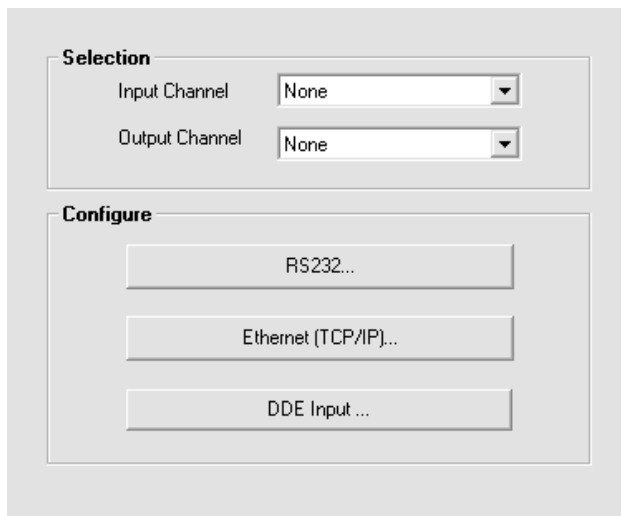 Selection
Input Channel None
Output Channel None
Configure
RS232...
Ethernet (TCP/IP)...
DDE Input ...